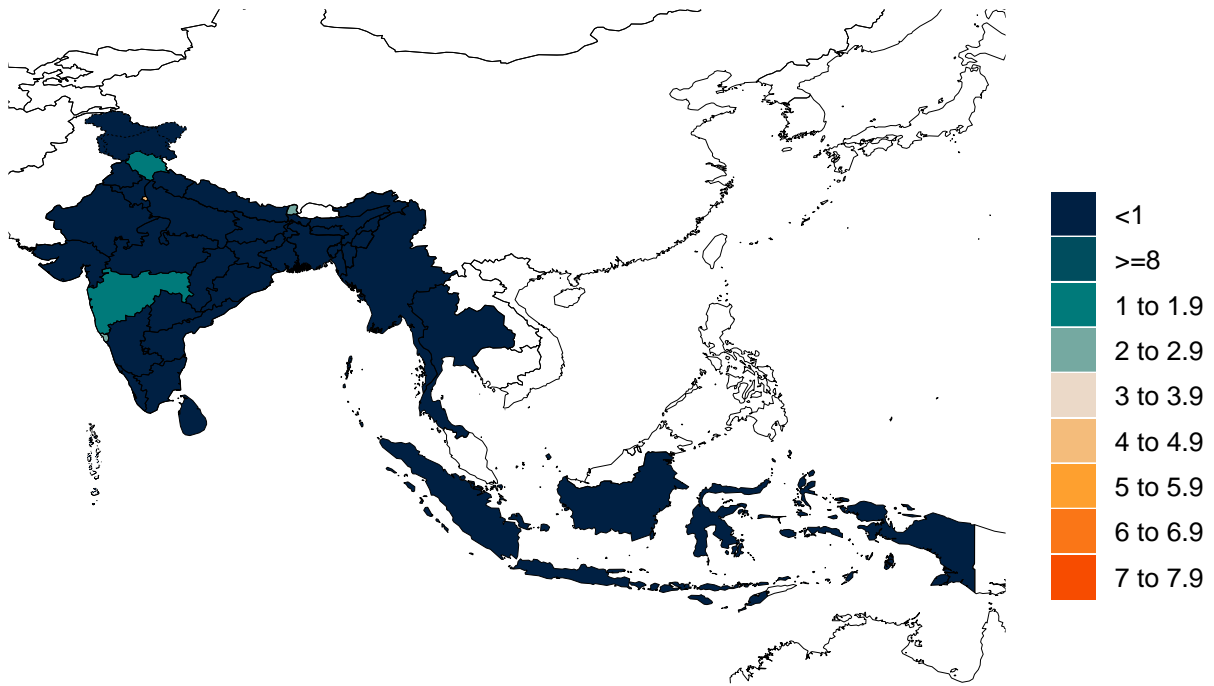 <1
>=8
1 to 1.9
2 to 2.9
3 to 3.9
4 to 4.9
5 to 5.9
6 to 6.9
7 to 7.9